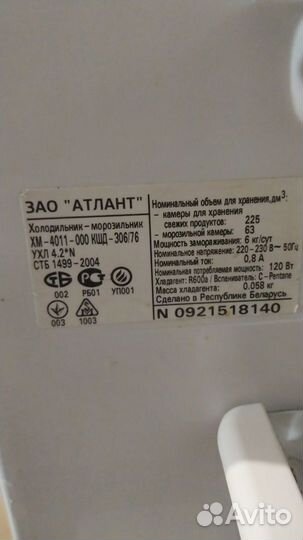 ЗАО "АТЛАНТ"
Холодильник - морозильник
ХМ - 4011 - 000 КШД - 306/76
УХЛ 4.2*N
СТБ 1499 - 2004
002 РБ01 УП001
003 1003
Номинальный объем для хранения, дм³:
- камеры для хранения
свежих продуктов: 225
- морозильной камеры: 63
Мощность замораживания: 6 кг/сут
Номинальное напряжение: 220 - 230 В ~ 50Гц
Номинальный ток: 0,8 А
Номинальная потребляемая мощность: 120 Вт
Хладагент: R600a / Вспениватель: C - Pentane
Масса хладагента: 0.058 кг
Сделано в Республике Беларусь
N 0921518140
Avito